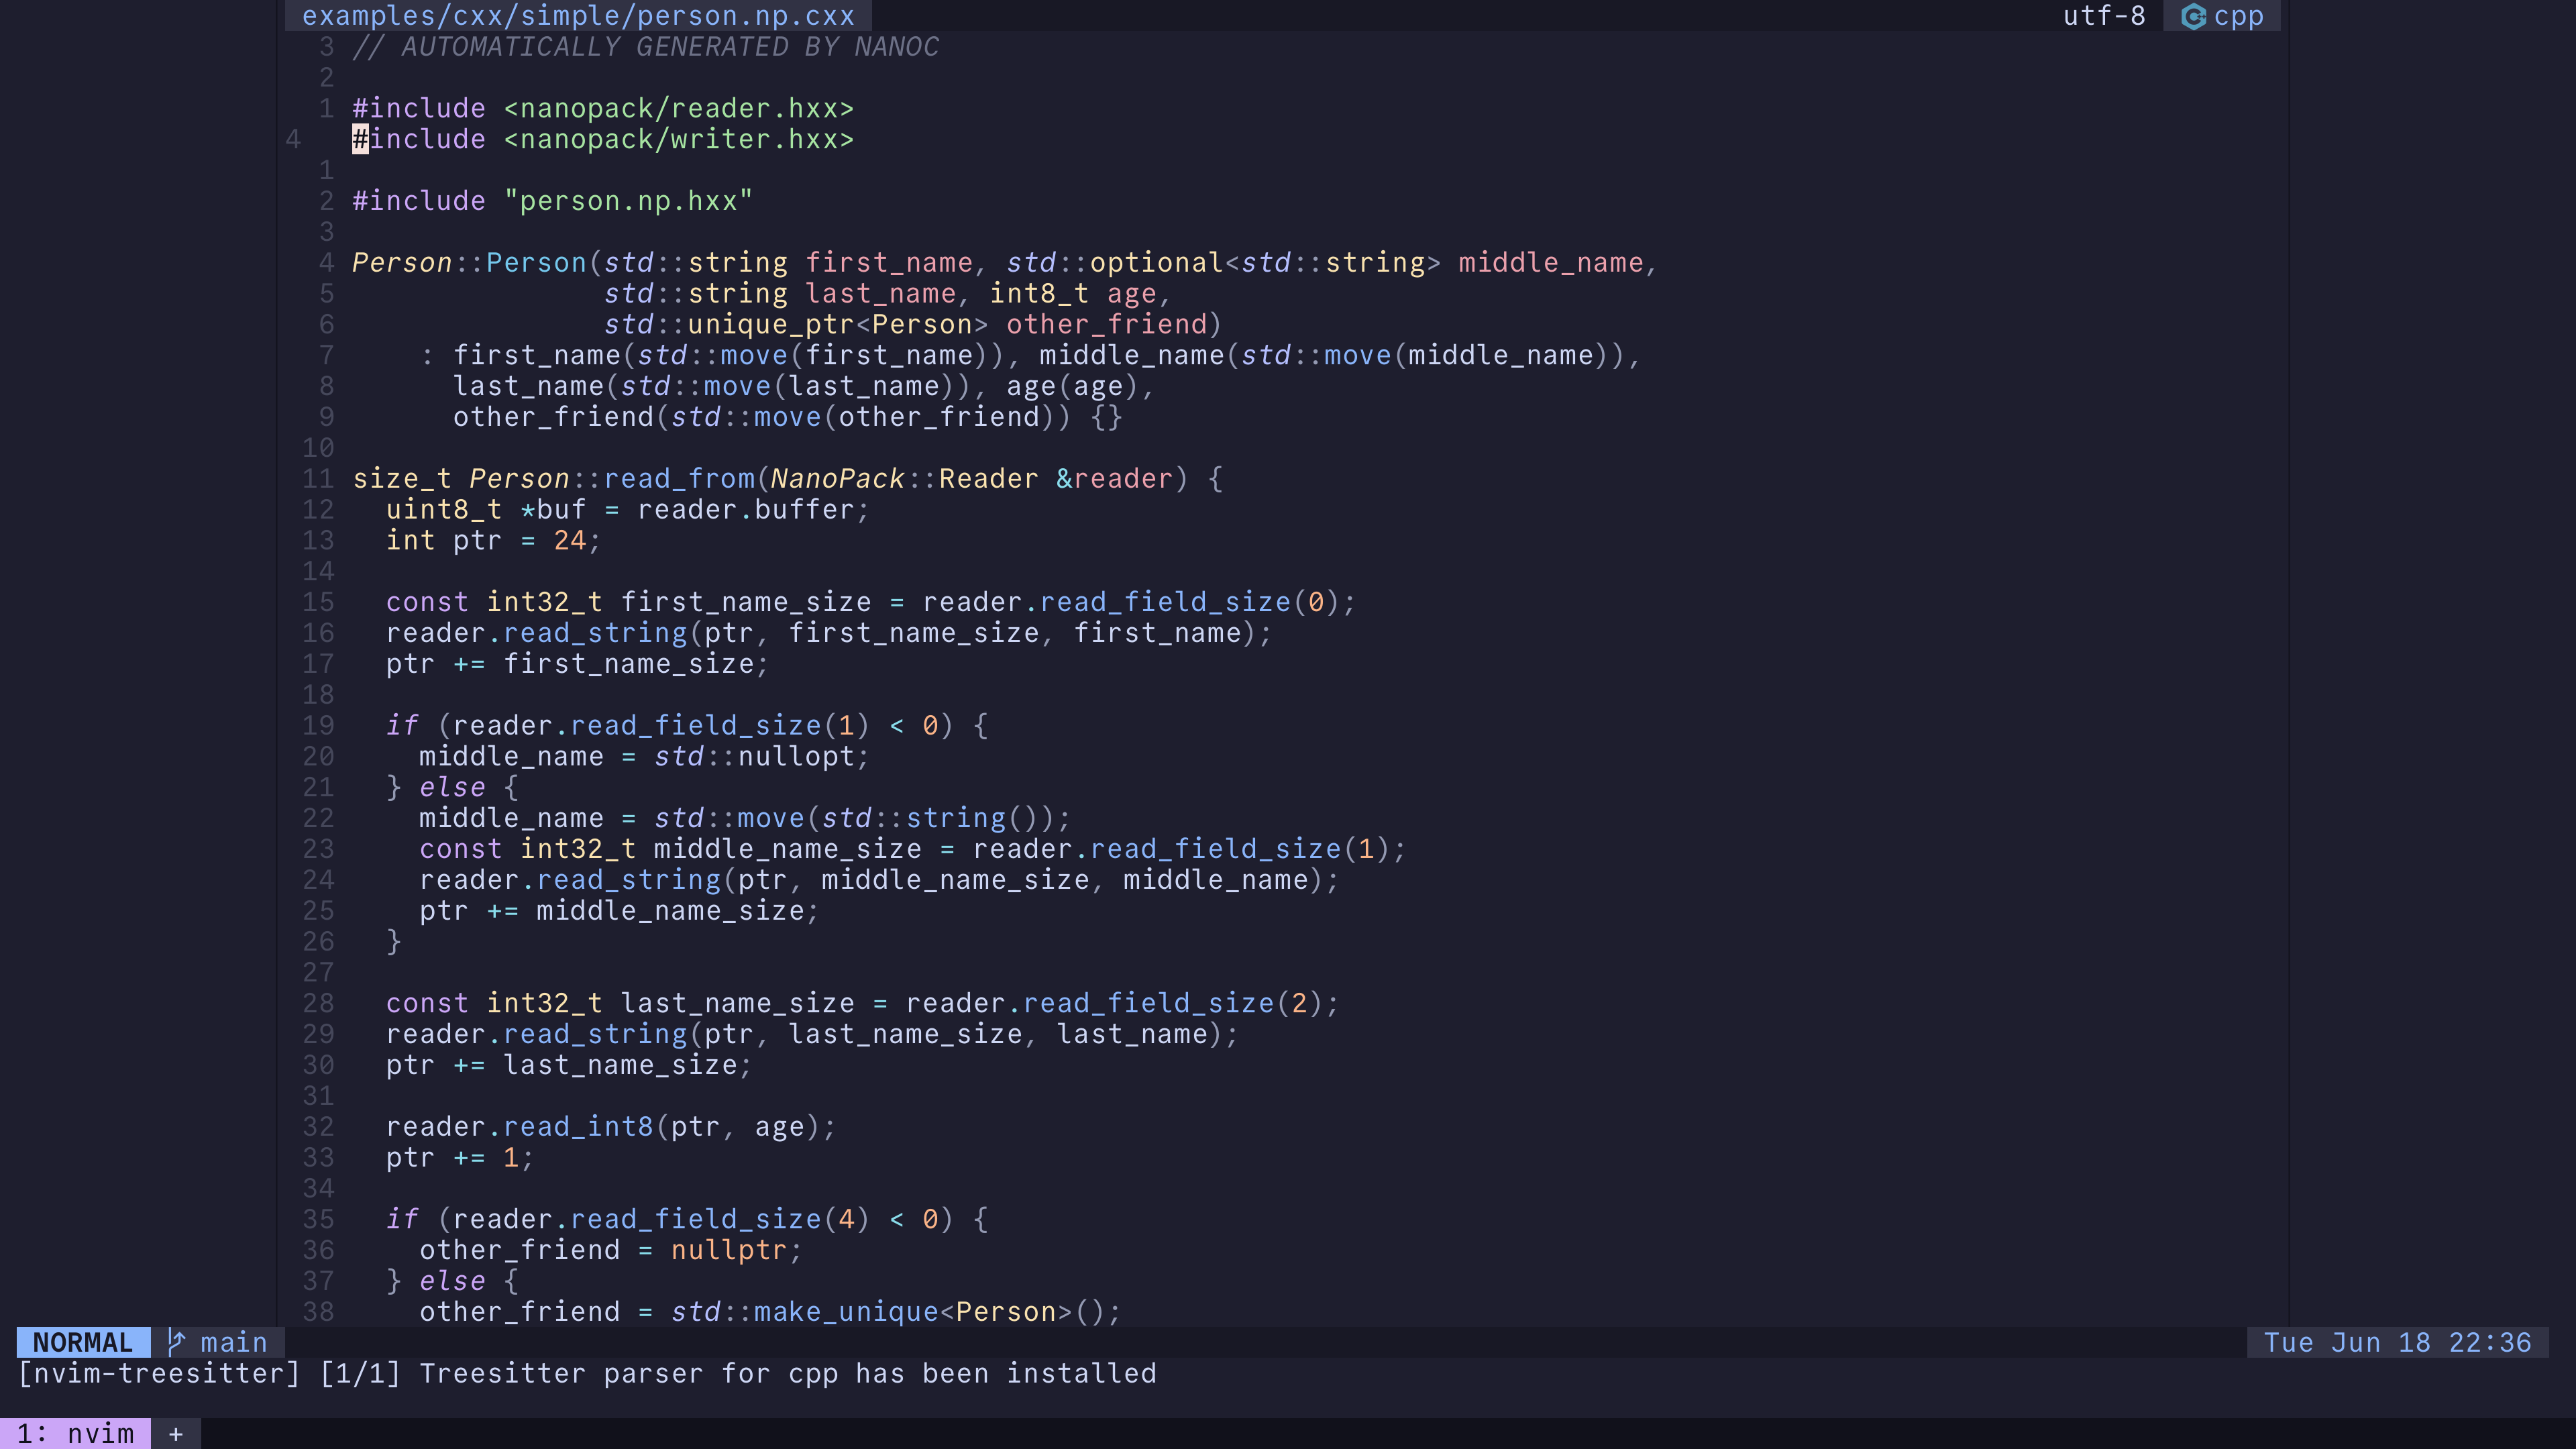 examples/cxx/simple/person.np.cxx utf-8 cpp
3 // AUTOMATICALLY GENERATED BY NANOC
2
1 #include <nanopack/reader.hxx>
4 #include <nanopack/writer.hxx>
1
2 #include "person.np.hxx"
3
4 Person::Person(std::string first_name, std::optional<std::string> middle_name,
5 std::string last_name, int8_t age,
6 std::unique_ptr<Person> other_friend)
7 : first_name(std::move(first_name)), middle_name(std::move(middle_name)),
8 last_name(std::move(last_name)), age(age),
9 other_friend(std::move(other_friend)) {}
10
11 size_t Person::read_from(NanoPack::Reader &reader) {
12 uint8_t *buf = reader.buffer;
13 int ptr = 24;
14
15 const int32_t first_name_size = reader.read_field_size(0);
16 reader.read_string(ptr, first_name_size, first_name);
17 ptr += first_name_size;
18
19 if (reader.read_field_size(1) < 0) {
20 middle_name = std::nullopt;
21 } else {
22 middle_name = std::move(std::string());
23 const int32_t middle_name_size = reader.read_field_size(1);
24 reader.read_string(ptr, middle_name_size, middle_name);
25 ptr += middle_name_size;
26 }
27
28 const int32_t last_name_size = reader.read_field_size(2);
29 reader.read_string(ptr, last_name_size, last_name);
30 ptr += last_name_size;
31
32 reader.read_int8(ptr, age);
33 ptr += 1;
34
35 if (reader.read_field_size(4) < 0) {
36 other_friend = nullptr;
37 } else {
38 other_friend = std::make_unique<Person>();
NORMAL main Tue Jun 18 22:36
[nvim-treesitter] [1/1] Treesitter parser for cpp has been installed
1: nvim +